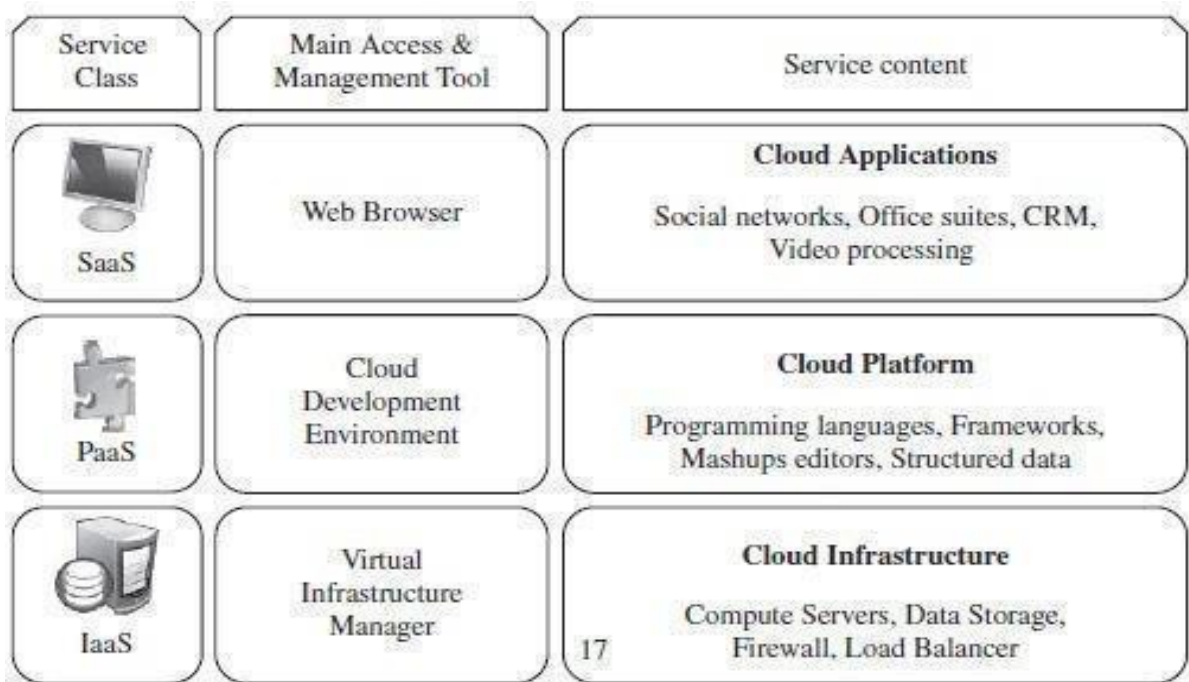 Service
Class
Main Access &
Management Tool
Service content
SaaS
Web Browser
Cloud Applications
Social networks, Office suites, CRM,
Video processing
PaaS
Cloud
Development
Environment
Cloud Platform
Programming languages, Frameworks,
Mashups editors, Structured data
IaaS
Virtual
Infrastructure
Manager
Cloud Infrastructure
Compute Servers, Data Storage,
Firewall, Load Balancer
17